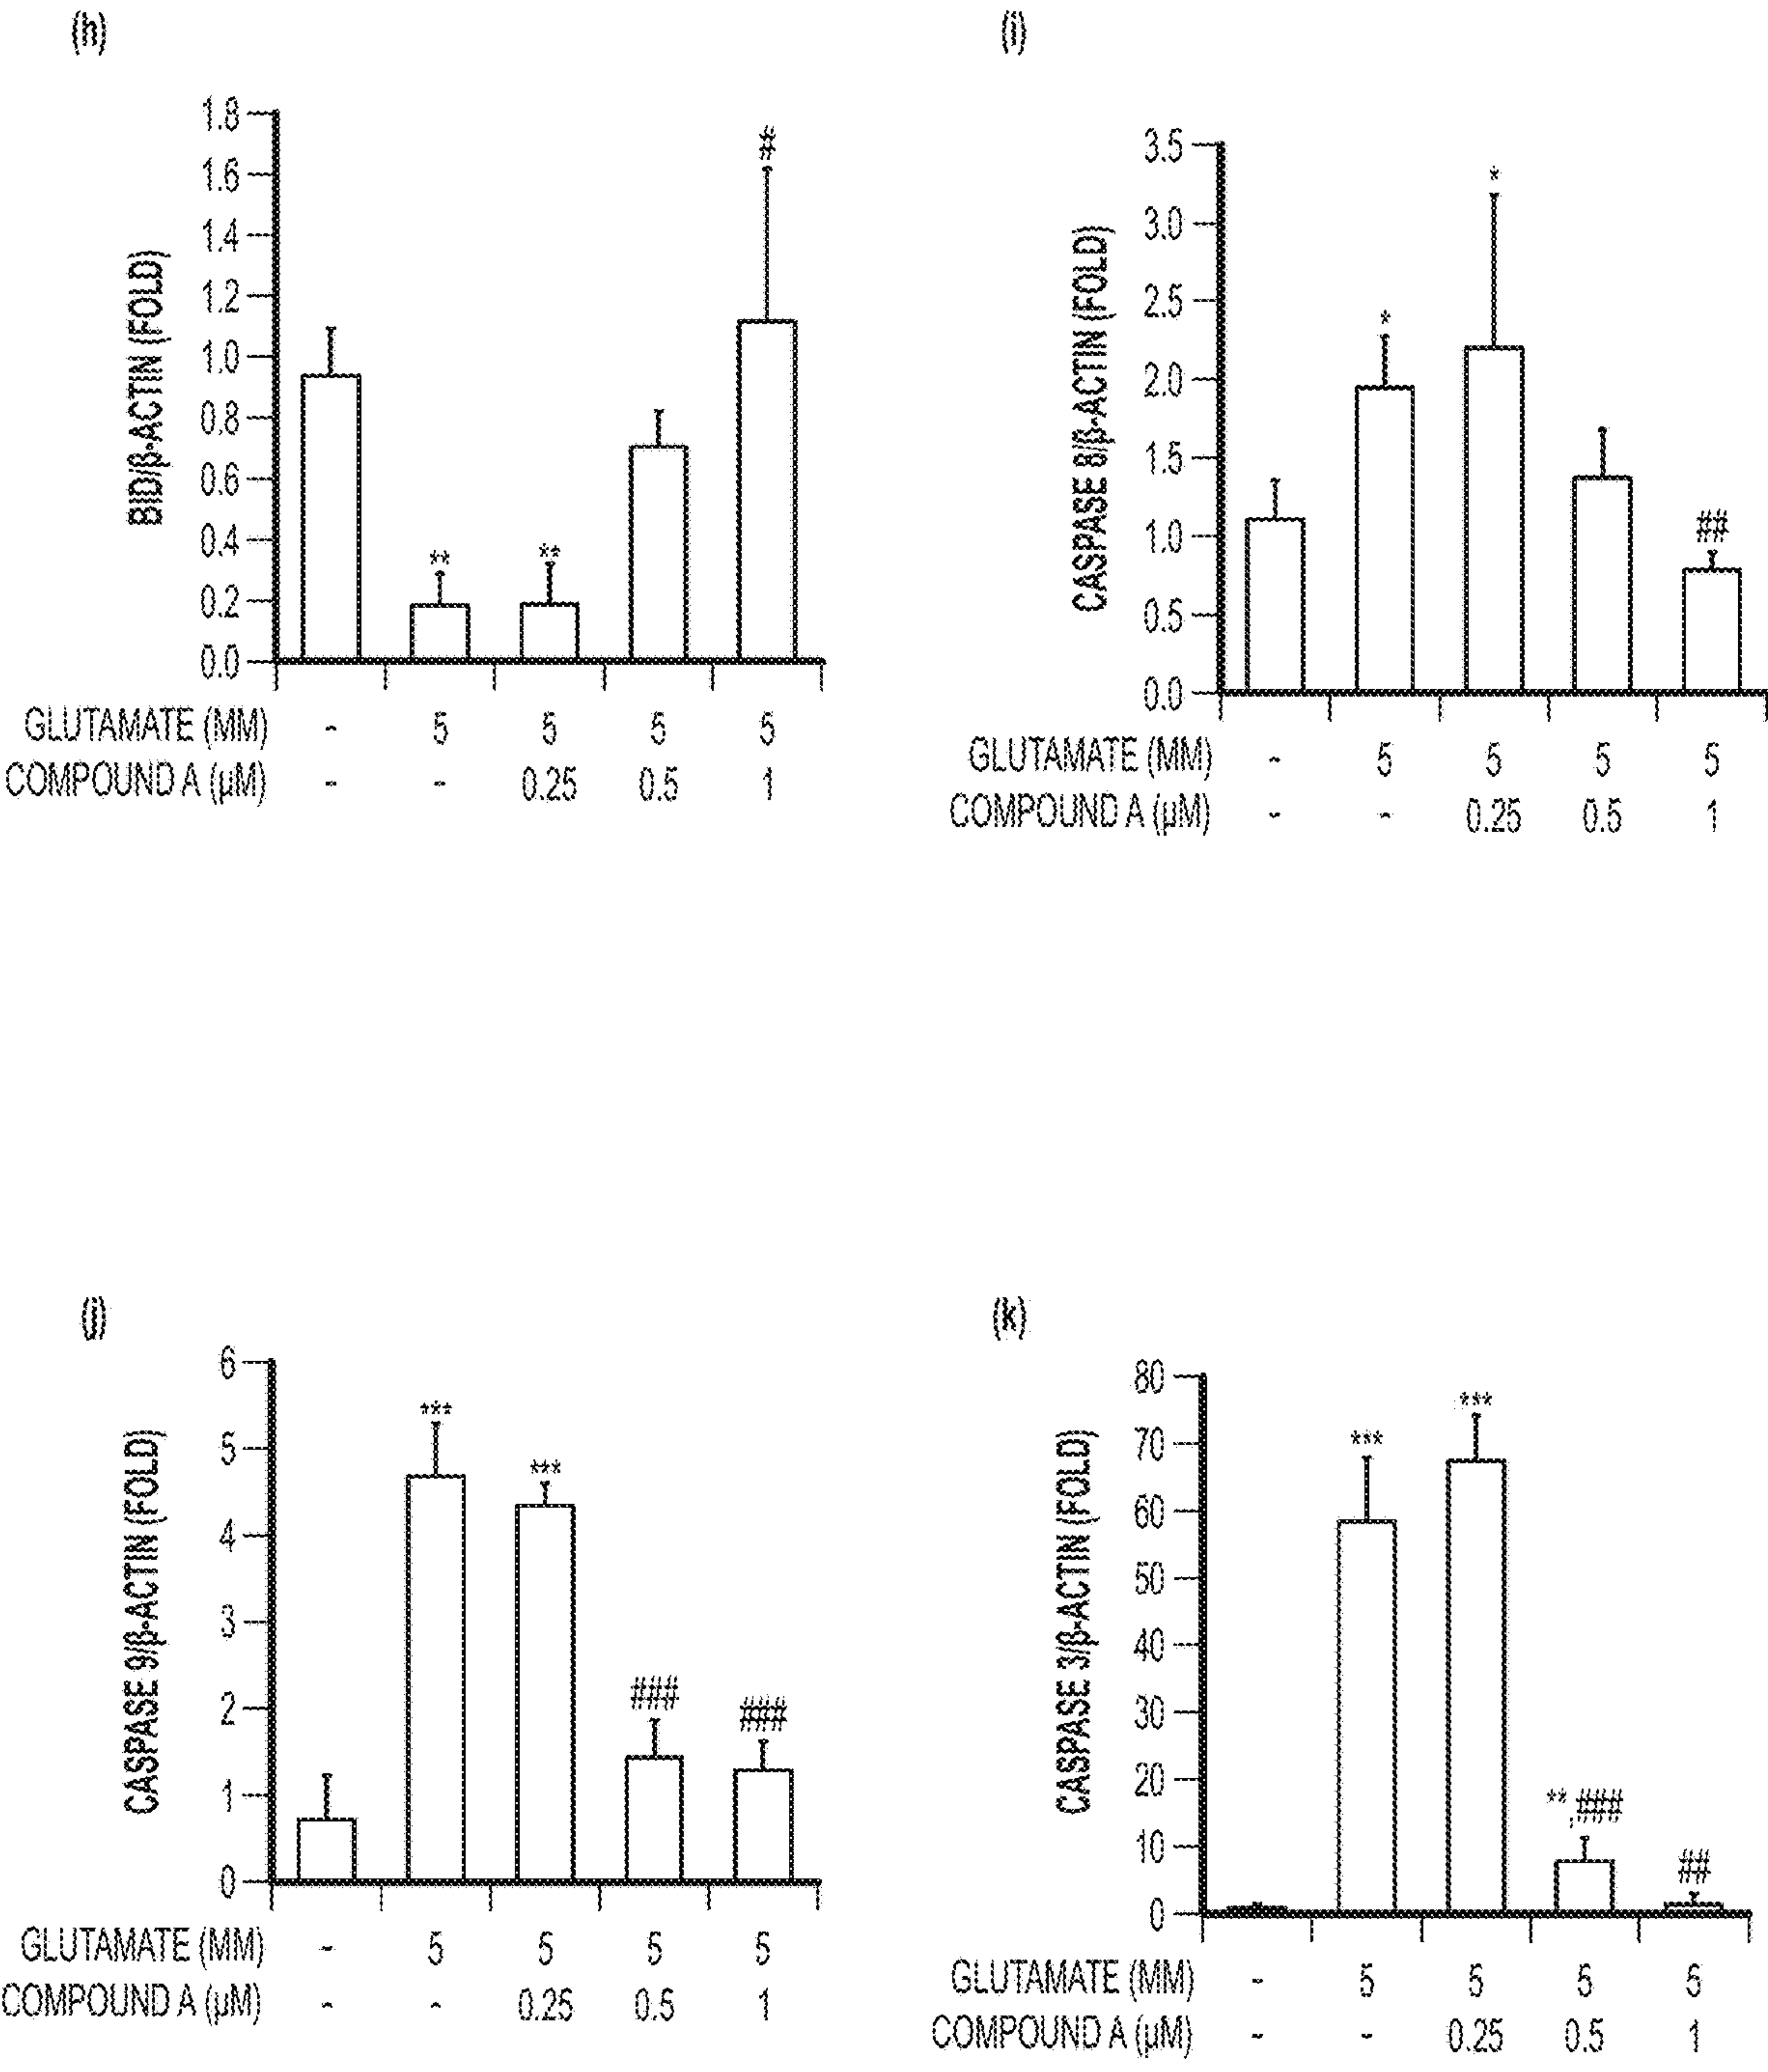 (h)
BID/β-ACTIN (FOLD)
1.8
1.6
1.4
1.2
1.0
0.8
0.6
0.4
0.2
0.0
** ** #
GLUTAMATE (MM) - 5 5 5 5
COMPOUND A (µM) - - 0.25 0.5 1
(i)
CASPASE 8/β-ACTIN (FOLD)
3.5
3.0
2.5
2.0
1.5
1.0
0.5
0.0
* * ##
GLUTAMATE (MM) - 5 5 5 5
COMPOUND A (µM) - - 0.25 0.5 1
(j)
CASPASE 9/β-ACTIN (FOLD)
6
5
4
3
2
1
0
*** *** ### ###
GLUTAMATE (MM) - 5 5 5 5
COMPOUND A (µM) - - 0.25 0.5 1
(k)
CASPASE 3/β-ACTIN (FOLD)
80
70
60
50
40
30
20
10
0
*** *** **,### ##
GLUTAMATE (MM) - 5 5 5 5
COMPOUND A (µM) - - 0.25 0.5 1